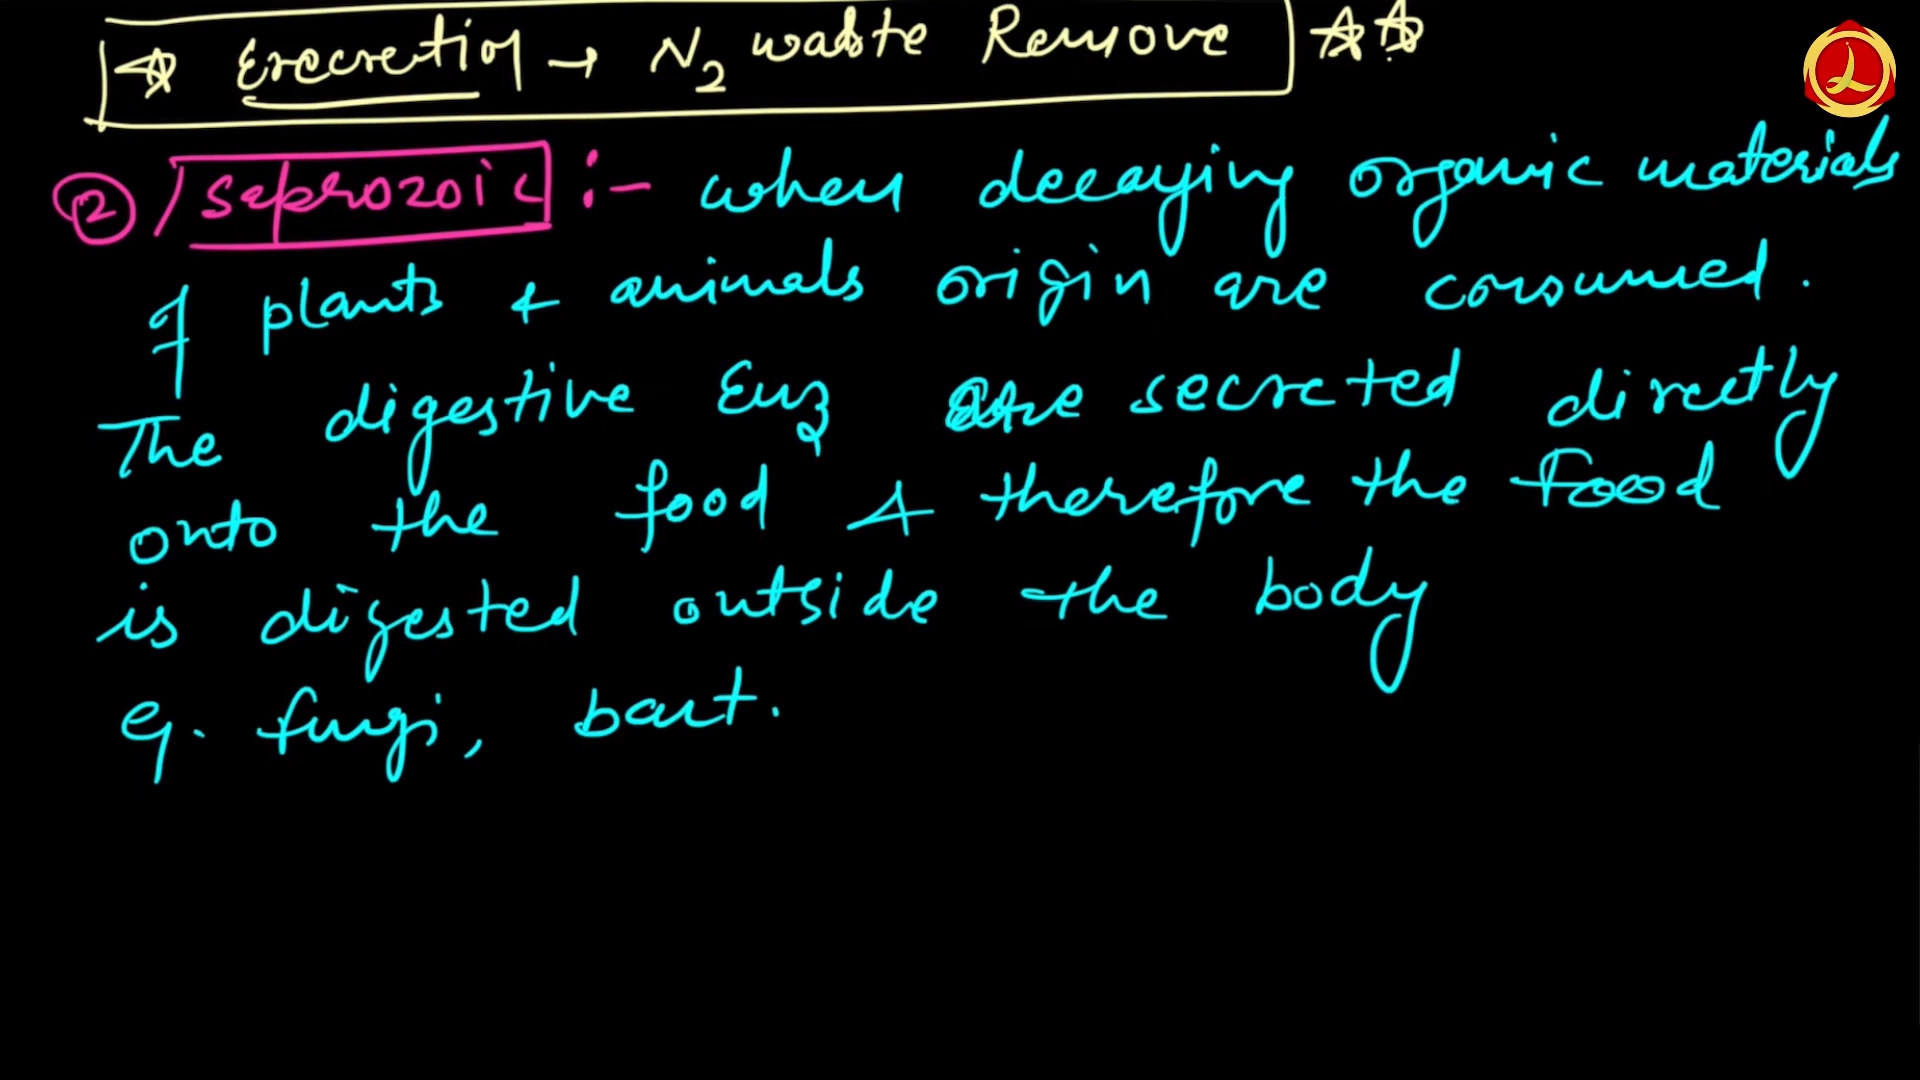 Excretion → N2 waste Remove
② saprozoic :- when decaying organic materials
of plants & animals origin are consumed.
The digestive Enz are secreted directly
onto the food & therefore the food
is digested outside the body
eg. fungi, bact.